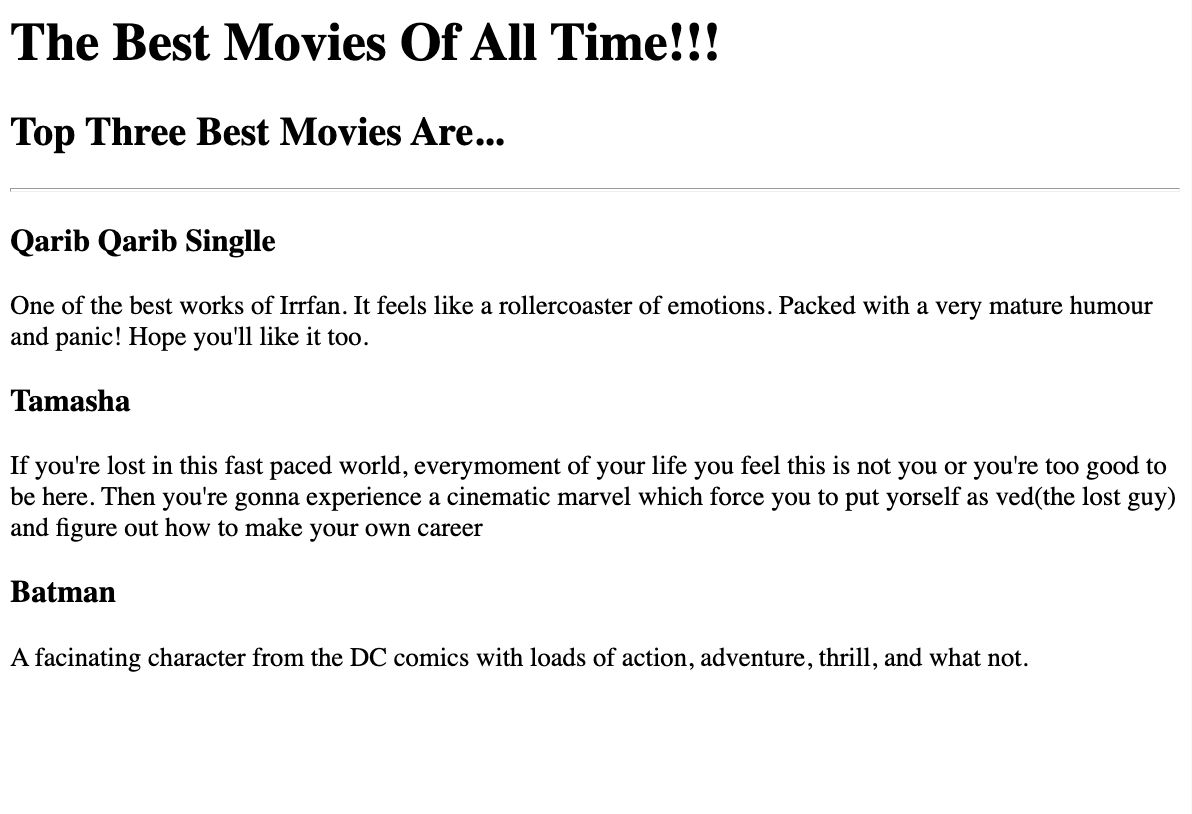 The Best Movies Of All Time!!!
Top Three Best Movies Are...
Qarib Qarib Singlle
One of the best works of Irrfan. It feels like a rollercoaster of emotions. Packed with a very mature humour
and panic! Hope you'll like it too.
Tamasha
If you're lost in this fast paced world, everymoment of your life you feel this is not you or you're too good to
be here. Then you're gonna experience a cinematic marvel which force you to put yorself as ved(the lost guy)
and figure out how to make your own career
Batman
A facinating character from the DC comics with loads of action, adventure, thrill, and what not.